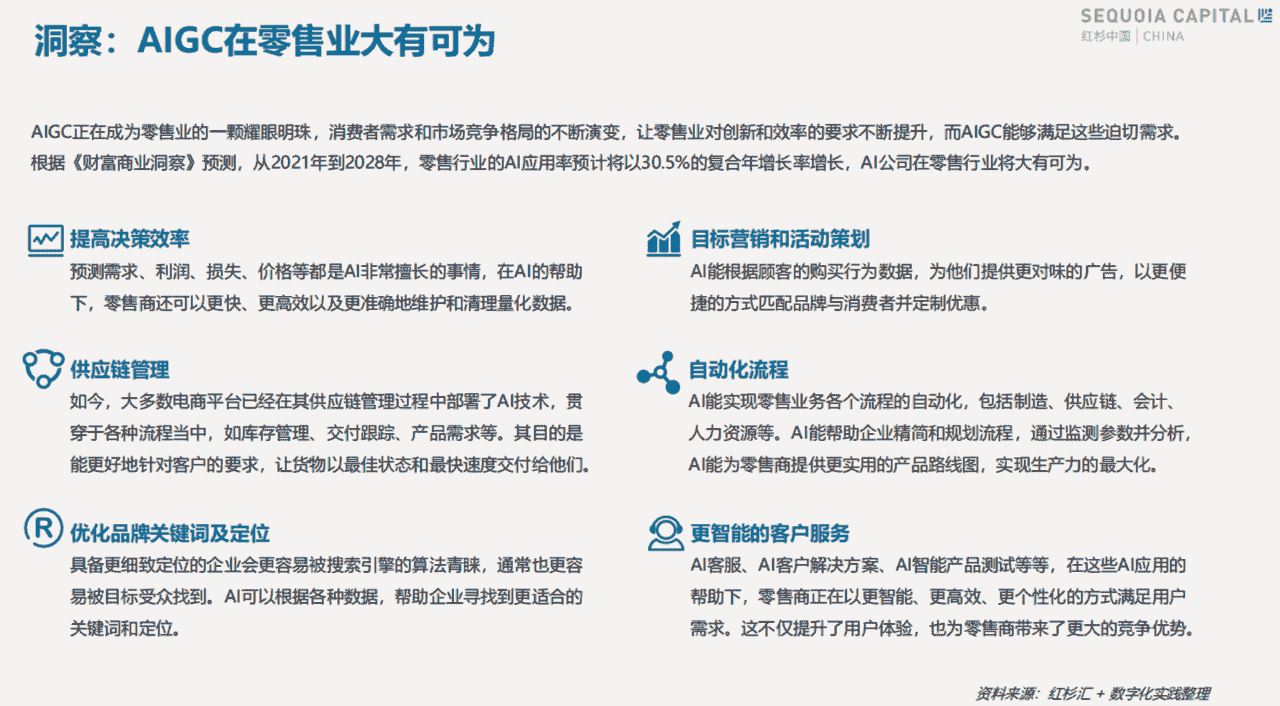 洞察：AIGC在零售业大有可为
SEQUOIA CAPITAL
红杉中国 | CHINA
AIGC正在成为零售业的一颗耀眼明珠，消费者需求和市场竞争格局的不断演变，让零售业对创新和效率的要求不断提升，而AIGC能够满足这些迫切需求。
根据《财富商业洞察》预测，从2021年到2028年，零售行业的AI应用率预计将以30.5%的复合年增长率增长，AI公司在零售行业将大有可为。
提高决策效率
预测需求、利润、损失、价格等都是AI非常擅长的事情，在AI的帮助
下，零售商还可以更快、更高效以及更准确地维护和清理量化数据。
供应链管理
如今，大多数电商平台已经在其供应链管理过程中部署了AI技术，贯
穿于各种流程当中，如库存管理、交付跟踪、产品需求等。其目的是
能更好地针对客户的要求，让货物以最佳状态和最快速度交付给他们。
R
优化品牌关键词及定位
具备更细致定位的企业会更容易被搜索引擎的算法青睐，通常也更容
易被目标受众找到。AI可以根据各种数据，帮助企业寻找到更适合的
关键词和定位。
目标营销和活动策划
AI能根据顾客的购买行为数据，为他们提供更对味的广告，以更便
捷的方式匹配品牌与消费者并定制优惠。
自动化流程
AI能实现零售业务各个流程的自动化，包括制造、供应链、会计、
人力资源等。AI能帮助企业精简和规划流程，通过监测参数并分析，
AI能为零售商提供更实用的产品路线图，实现生产力的最大化。
更智能的客户服务
AI客服、AI客户解决方案、AI智能产品测试等等，在这些AI应用的
帮助下，零售商正在以更智能、更高效、更个性化的方式满足用户
需求。这不仅提升了用户体验，也为零售商带来了更大的竞争优势。
资料来源：红杉汇 + 数字化实践整理